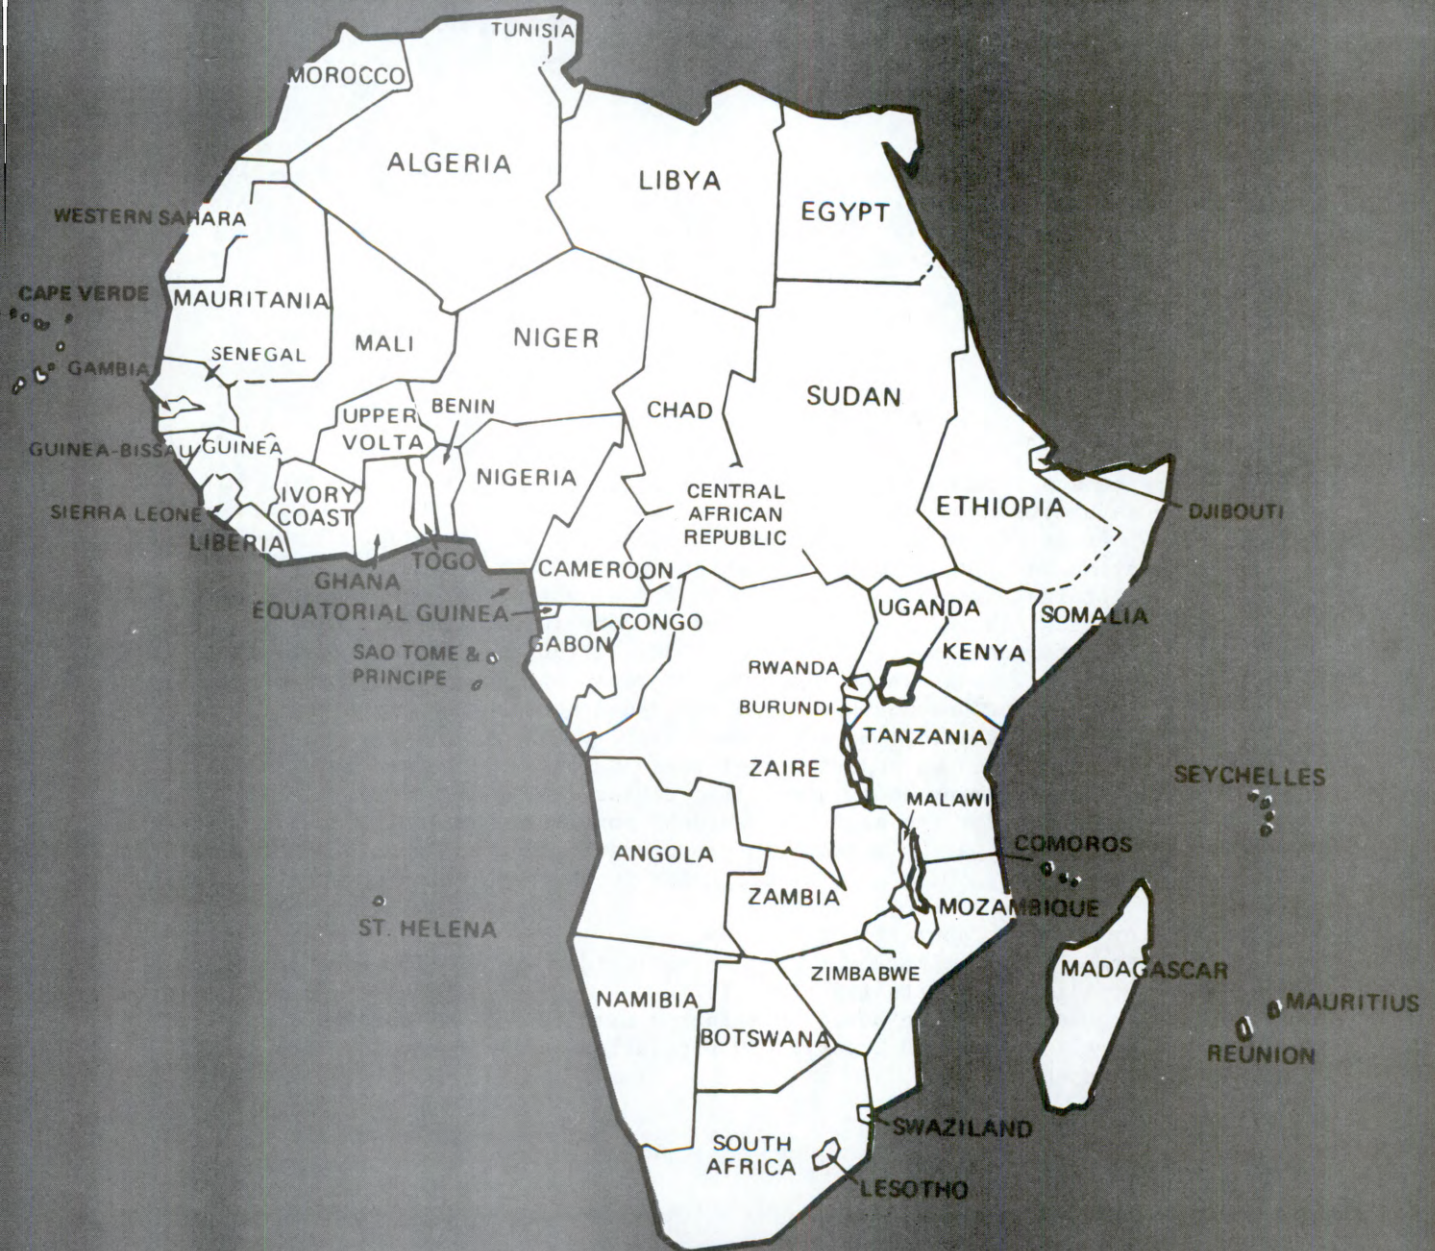 TUNISIA
MOROCCO
ALGERIA
LIBYA
EGYPT
WESTERN SAHARA
CAPE VERDE
MAURITANIA
MALI
NIGER
SENEGAL
GAMBIA
CHAD
SUDAN
UPPER
VOLTA
BENIN
GUINEA-BISSAU
GUINEA
NIGERIA
IVORY
COAST
CENTRAL
AFRICAN
REPUBLIC
ETHIOPIA
DJIBOUTI
SIERRA LEONE
LIBERIA
TOGO
GHANA
CAMEROON
EQUATORIAL GUINEA
UGANDA
SOMALIA
CONGO
GABON
KENYA
SAO TOME &
PRINCIPE
RWANDA
BURUNDI
TANZANIA
ZAIRE
SEYCHELLES
MALAWI
COMOROS
ANGOLA
ZAMBIA
MOZAMBIQUE
ST. HELENA
MADAGASCAR
ZIMBABWE
NAMIBIA
MAURITIUS
BOTSWANA
REUNION
SWAZILAND
SOUTH
AFRICA
LESOTHO